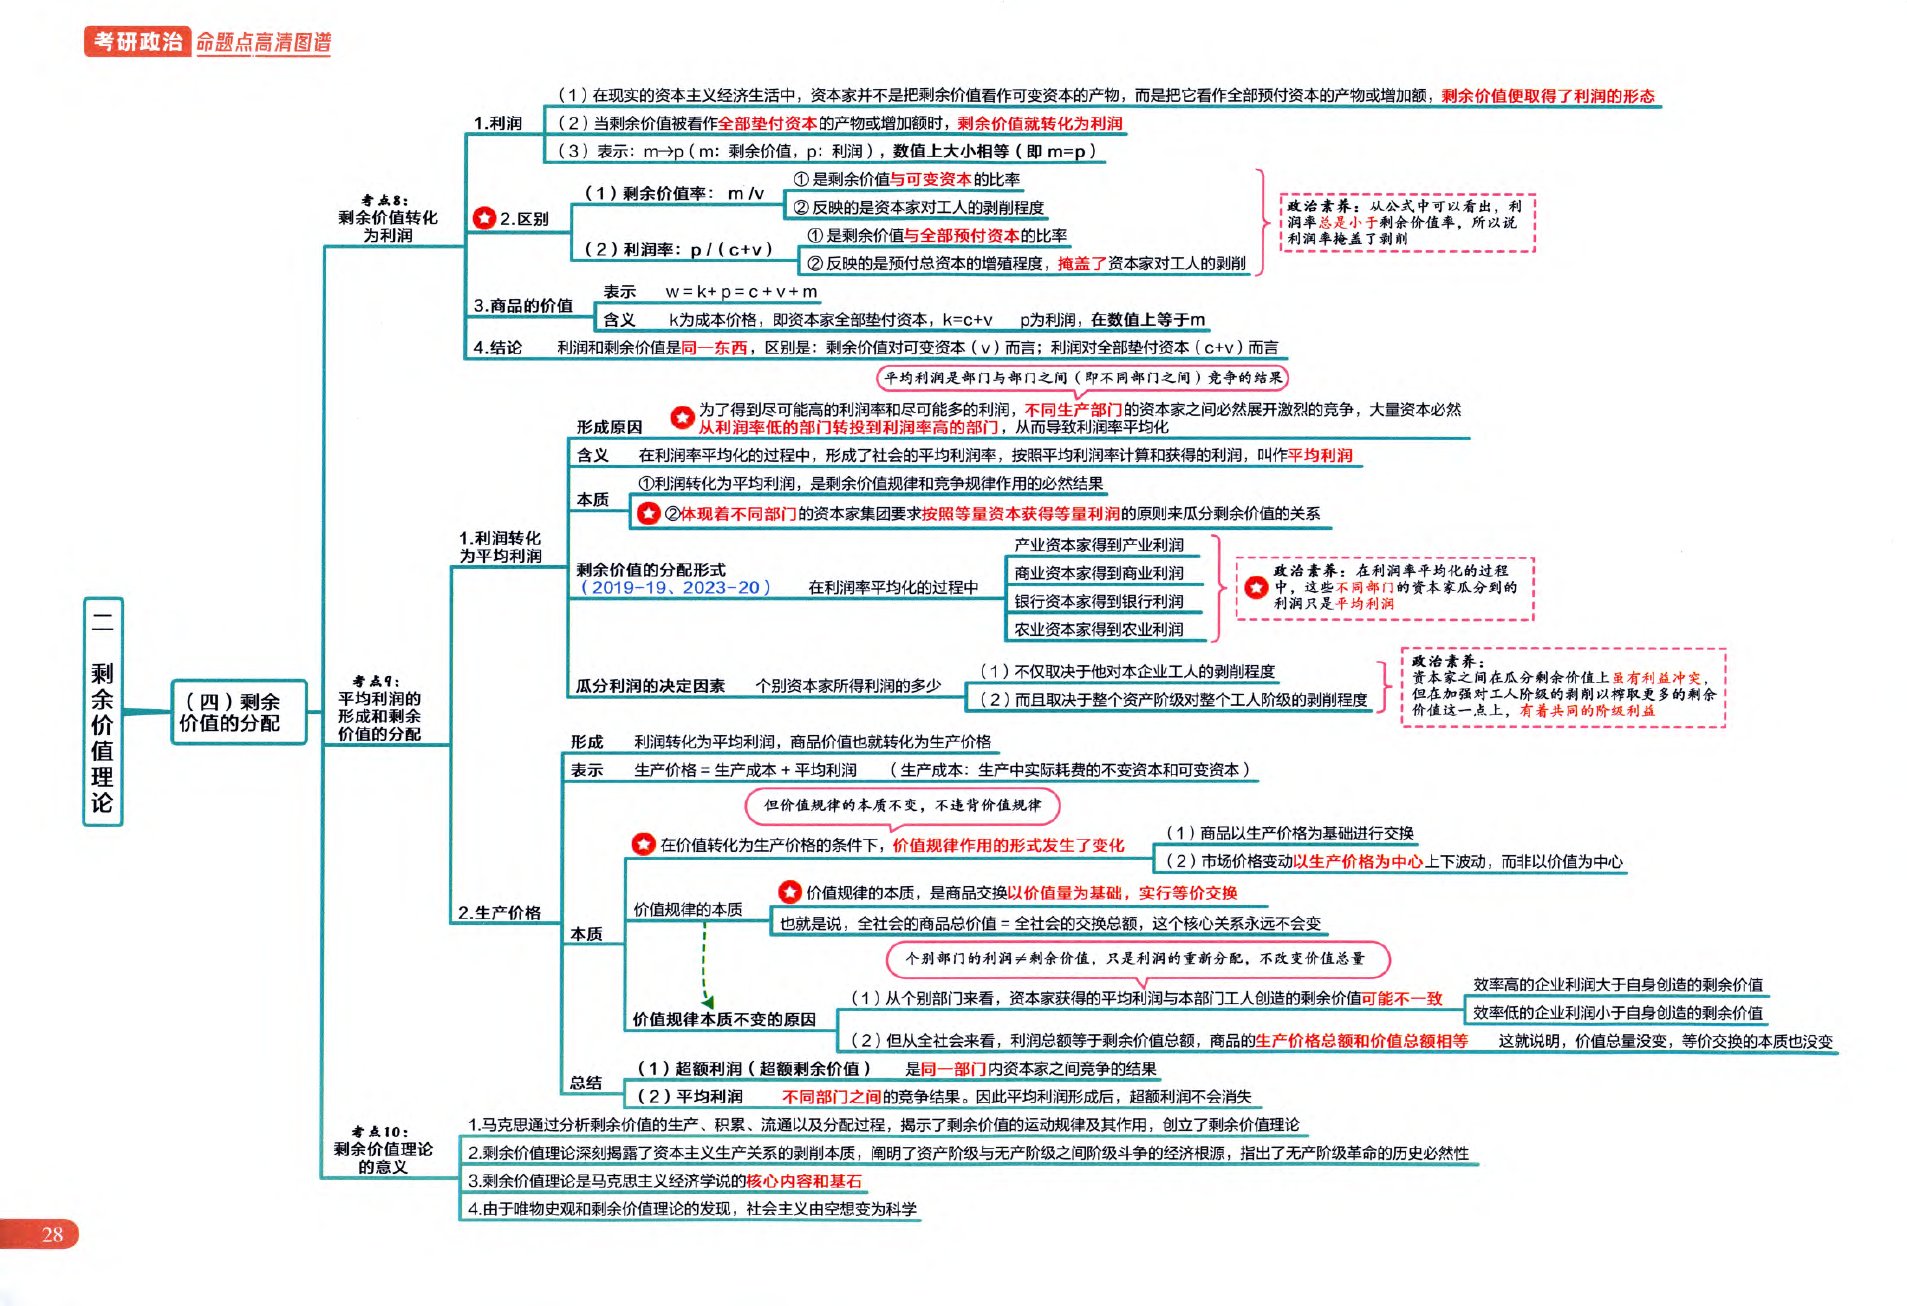 考研政治 命题点高清图谱
二 剩余价值理论
（四）剩余
价值的分配
考点8：
剩余价值转化
为利润
1.利润
（1）在现实的资本主义经济生活中，资本家并不是把剩余价值看作可变资本的产物，而是把它看作全部预付资本的产物或增加额，剩余价值便取得了利润的形态
（2）当剩余价值被看作全部垫付资本的产物或增加额时，剩余价值就转化为利润
（3）表示：m→p（m：剩余价值，p：利润），数值上大小相等（即 m=p）
2.区别
（1）剩余价值率： m /v
①是剩余价值与可变资本的比率
②反映的是资本家对工人的剥削程度
（2）利润率：p /（c+v）
①是剩余价值与全部预付资本的比率
②反映的是预付总资本的增殖程度，掩盖了资本家对工人的剥削
政治素养：从公式中可以看出，利
润率总是小于剩余价值率，所以说
利润率掩盖了剥削
3.商品的价值
表示 w = k+ p = c + v + m
含义 k为成本价格，即资本家全部垫付资本，k=c+v p为利润，在数值上等于m
4.结论 利润和剩余价值是同一东西，区别是：剩余价值对可变资本（v）而言；利润对全部垫付资本（c+v）而言
考点9：
平均利润的
形成和剩余
价值的分配
1.利润转化
为平均利润
平均利润是部门与部门之间（即不同部门之间）竞争的结果
形成原因
为了得到尽可能高的利润率和尽可能多的利润，不同生产部门的资本家之间必然展开激烈的竞争，大量资本必然
从利润率低的部门转投到利润率高的部门，从而导致利润率平均化
含义 在利润率平均化的过程中，形成了社会的平均利润率，按照平均利润率计算和获得的利润，叫作平均利润
本质
①利润转化为平均利润，是剩余价值规律和竞争规律作用的必然结果
②体现着不同部门的资本家集团要求按照等量资本获得等量利润的原则来瓜分剩余价值的关系
剩余价值的分配形式
（2019-19、2023-20）
在利润率平均化的过程中
产业资本家得到产业利润
商业资本家得到商业利润
银行资本家得到银行利润
农业资本家得到农业利润
政治素养：在利润率平均化的过程
中，这些不同部门的资本家瓜分到的
利润只是平均利润
瓜分利润的决定因素 个别资本家所得利润的多少
（1）不仅取决于他对本企业工人的剥削程度
（2）而且取决于整个资产阶级对整个工人阶级的剥削程度
政治素养：
资本家之间在瓜分剩余价值上虽有利益冲突，
但在加强对工人阶级的剥削以榨取更多的剩余
价值这一点上，有着共同的阶级利益
2.生产价格
形成 利润转化为平均利润，商品价值也就转化为生产价格
表示 生产价格 = 生产成本 + 平均利润 （生产成本：生产中实际耗费的不变资本和可变资本）
本质
但价值规律的本质不变，不违背价值规律
在价值转化为生产价格的条件下，价值规律作用的形式发生了变化
（1）商品以生产价格为基础进行交换
（2）市场价格变动以生产价格为中心上下波动，而非以价值为中心
价值规律的本质
价值规律的本质，是商品交换以价值量为基础，实行等价交换
也就是说，全社会的商品总价值 = 全社会的交换总额，这个核心关系永远不会变
个别部门的利润≠剩余价值，只是利润的重新分配，不改变价值总量
价值规律本质不变的原因
（1）从个别部门来看，资本家获得的平均利润与本部门工人创造的剩余价值可能不一致
效率高的企业利润大于自身创造的剩余价值
效率低的企业利润小于自身创造的剩余价值
（2）但从全社会来看，利润总额等于剩余价值总额，商品的生产价格总额和价值总额相等 这就说明，价值总量没变，等价交换的本质也没变
总结
（1）超额利润（超额剩余价值） 是同一部门内资本家之间竞争的结果
（2）平均利润 不同部门之间的竞争结果。因此平均利润形成后，超额利润不会消失
考点10：
剩余价值理论
的意义
1.马克思通过分析剩余价值的生产、积累、流通以及分配过程，揭示了剩余价值的运动规律及其作用，创立了剩余价值理论
2.剩余价值理论深刻揭露了资本主义生产关系的剥削本质，阐明了资产阶级与无产阶级之间阶级斗争的经济根源，指出了无产阶级革命的历史必然性
3.剩余价值理论是马克思主义经济学说的核心内容和基石
4.由于唯物史观和剩余价值理论的发现，社会主义由空想变为科学
28